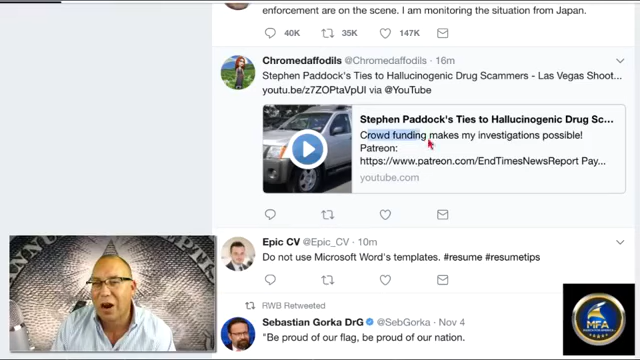 enforcement are on the scene. I am monitoring the situation from Japan.
40K 35K 147K
Chromedaffodils @Chromedaffodils · 16m
Stephen Paddock's Ties to Hallucinogenic Drug Scammers - Las Vegas Shoot...
youtu.be/z7ZOPtaVpUI via @YouTube
Stephen Paddock's Ties to Hallucinogenic Drug Sc...
Crowd funding makes my investigations possible!
Patreon:
https://www.patreon.com/EndTimesNewsReport Pay...
youtube.com
Epic CV @Epic_CV · 10m
Do not use Microsoft Word's templates. #resume #resumetips
RWB Retweeted
Sebastian Gorka DrG @SebGorka · Nov 4
"Be proud of our flag, be proud of our nation.
MFA